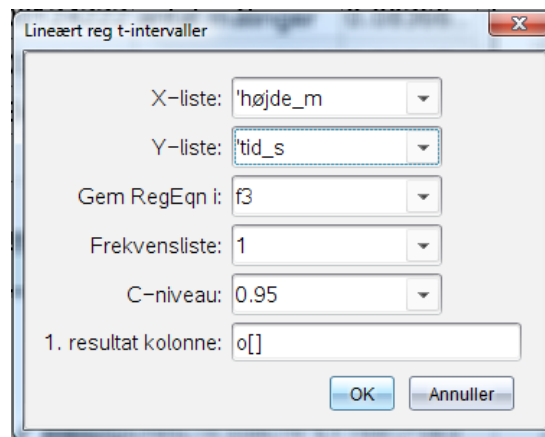 Lineært reg t-intervaller
X-liste: 'højde_m
Y-liste: 'tid_s
Gem RegEqn i: f3
Frekvensliste: 1
C-niveau: 0.95
1. resultat kolonne: o[]
OK Annuller